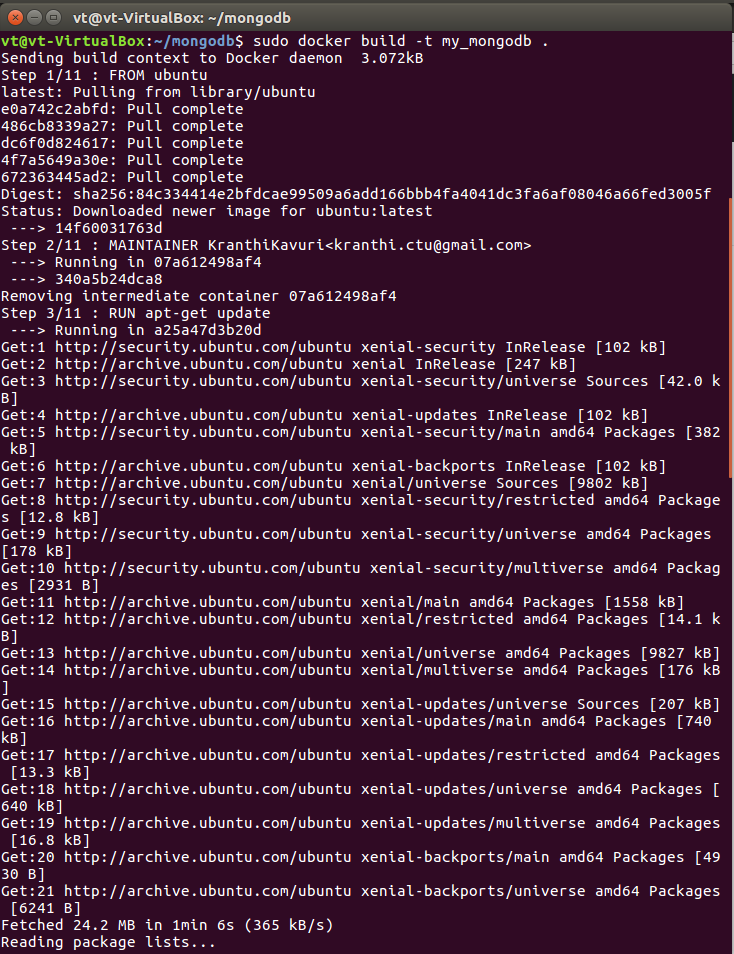 vt@vt-VirtualBox: ~/mongodb
vt@vt-VirtualBox:~/mongodb$ sudo docker build -t my_mongodb .
Sending build context to Docker daemon  3.072kB
Step 1/11 : FROM ubuntu
latest: Pulling from library/ubuntu
e0a742c2abfd: Pull complete
486cb8339a27: Pull complete
dc6f0d824617: Pull complete
4f7a5649a30e: Pull complete
672363445ad2: Pull complete
Digest: sha256:84c334414e2bfdcae99509a6add166bbb4fa4041dc3fa6af08046a66fed3005f
Status: Downloaded newer image for ubuntu:latest
 ---> 14f60031763d
Step 2/11 : MAINTAINER KranthiKavuri<kranthi.ctu@gmail.com>
 ---> Running in 07a612498af4
 ---> 340a5b24dca8
Removing intermediate container 07a612498af4
Step 3/11 : RUN apt-get update
 ---> Running in a25a47d3b20d
Get:1 http://security.ubuntu.com/ubuntu xenial-security InRelease [102 kB]
Get:2 http://archive.ubuntu.com/ubuntu xenial InRelease [247 kB]
Get:3 http://security.ubuntu.com/ubuntu xenial-security/universe Sources [42.0 k
B]
Get:4 http://archive.ubuntu.com/ubuntu xenial-updates InRelease [102 kB]
Get:5 http://security.ubuntu.com/ubuntu xenial-security/main amd64 Packages [382
 kB]
Get:6 http://archive.ubuntu.com/ubuntu xenial-backports InRelease [102 kB]
Get:7 http://archive.ubuntu.com/ubuntu xenial/universe Sources [9802 kB]
Get:8 http://security.ubuntu.com/ubuntu xenial-security/restricted amd64 Package
s [12.8 kB]
Get:9 http://security.ubuntu.com/ubuntu xenial-security/universe amd64 Packages
[178 kB]
Get:10 http://security.ubuntu.com/ubuntu xenial-security/multiverse amd64 Packag
es [2931 B]
Get:11 http://archive.ubuntu.com/ubuntu xenial/main amd64 Packages [1558 kB]
Get:12 http://archive.ubuntu.com/ubuntu xenial/restricted amd64 Packages [14.1 k
B]
Get:13 http://archive.ubuntu.com/ubuntu xenial/universe amd64 Packages [9827 kB]
Get:14 http://archive.ubuntu.com/ubuntu xenial/multiverse amd64 Packages [176 kB
]
Get:15 http://archive.ubuntu.com/ubuntu xenial-updates/universe Sources [207 kB]
Get:16 http://archive.ubuntu.com/ubuntu xenial-updates/main amd64 Packages [740
kB]
Get:17 http://archive.ubuntu.com/ubuntu xenial-updates/restricted amd64 Packages
 [13.3 kB]
Get:18 http://archive.ubuntu.com/ubuntu xenial-updates/universe amd64 Packages [
640 kB]
Get:19 http://archive.ubuntu.com/ubuntu xenial-updates/multiverse amd64 Packages
 [16.8 kB]
Get:20 http://archive.ubuntu.com/ubuntu xenial-backports/main amd64 Packages [49
30 B]
Get:21 http://archive.ubuntu.com/ubuntu xenial-backports/universe amd64 Packages
 [6241 B]
Fetched 24.2 MB in 1min 6s (365 kB/s)
Reading package lists...